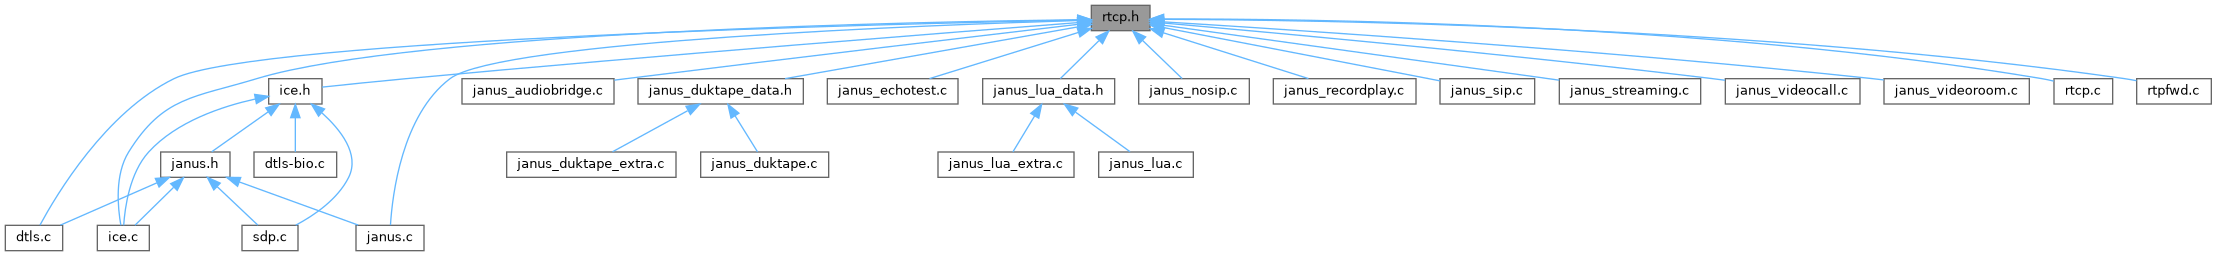 rtcp.h
ice.h
janus_audiobridge.c
janus_duktape_data.h
janus_echotest.c
janus_lua_data.h
janus_nosip.c
janus_recordplay.c
janus_sip.c
janus_streaming.c
janus_videocall.c
janus_videoroom.c
rtcp.c
rtpfwd.c
janus.h
dtls-bio.c
janus_duktape_extra.c
janus_duktape.c
janus_lua_extra.c
janus_lua.c
dtls.c
ice.c
sdp.c
janus.c